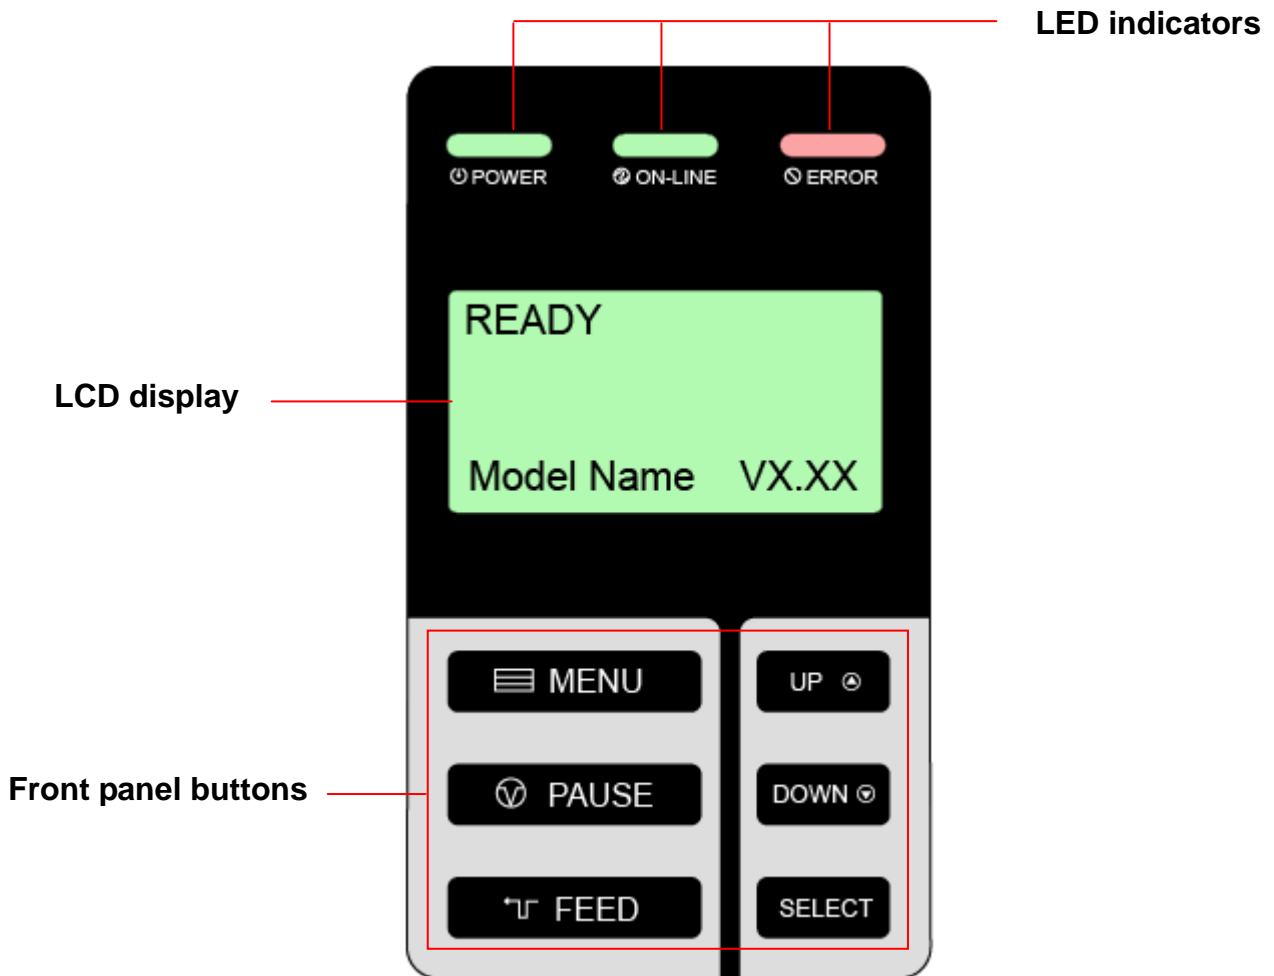 LED indicators
POWER
ON-LINE
ERROR
READY
LCD display
Model Name VX.XX
MENU
UP
Front panel buttons
PAUSE
DOWN
FEED
SELECT